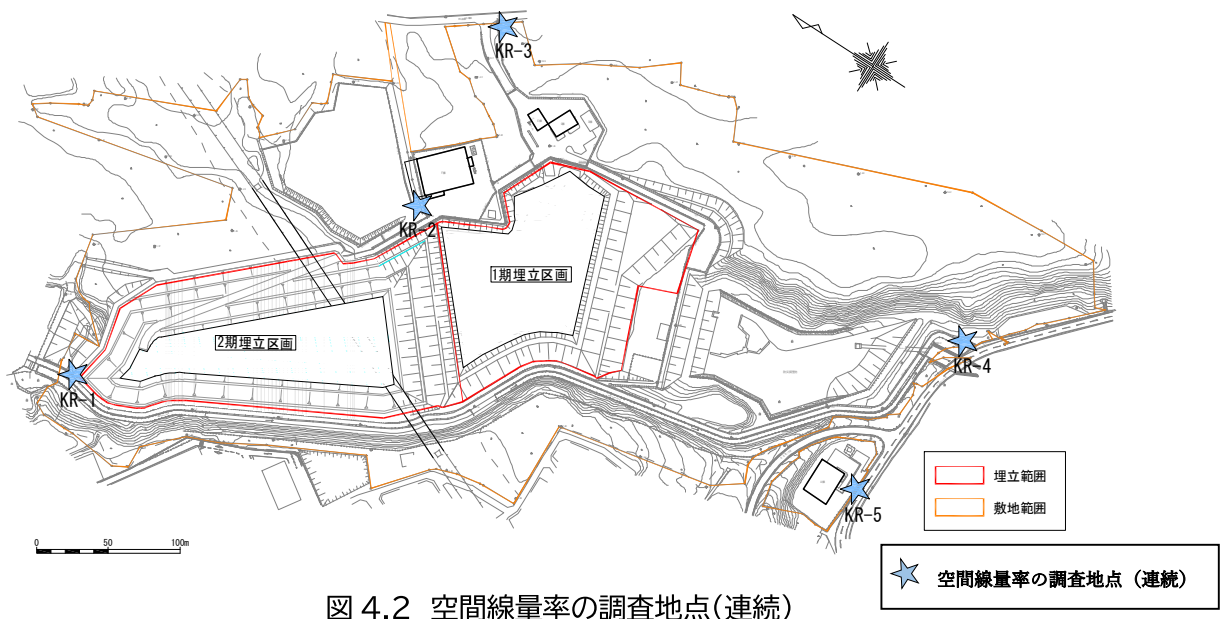 KR-3
KR-2
1期埋立区画
2期埋立区画
KR-1
KR-4
KR-5
埋立範囲
敷地範囲
0 50 100m
空間線量率の調査地点（連続）
図 4.2 空間線量率の調査地点(連続)